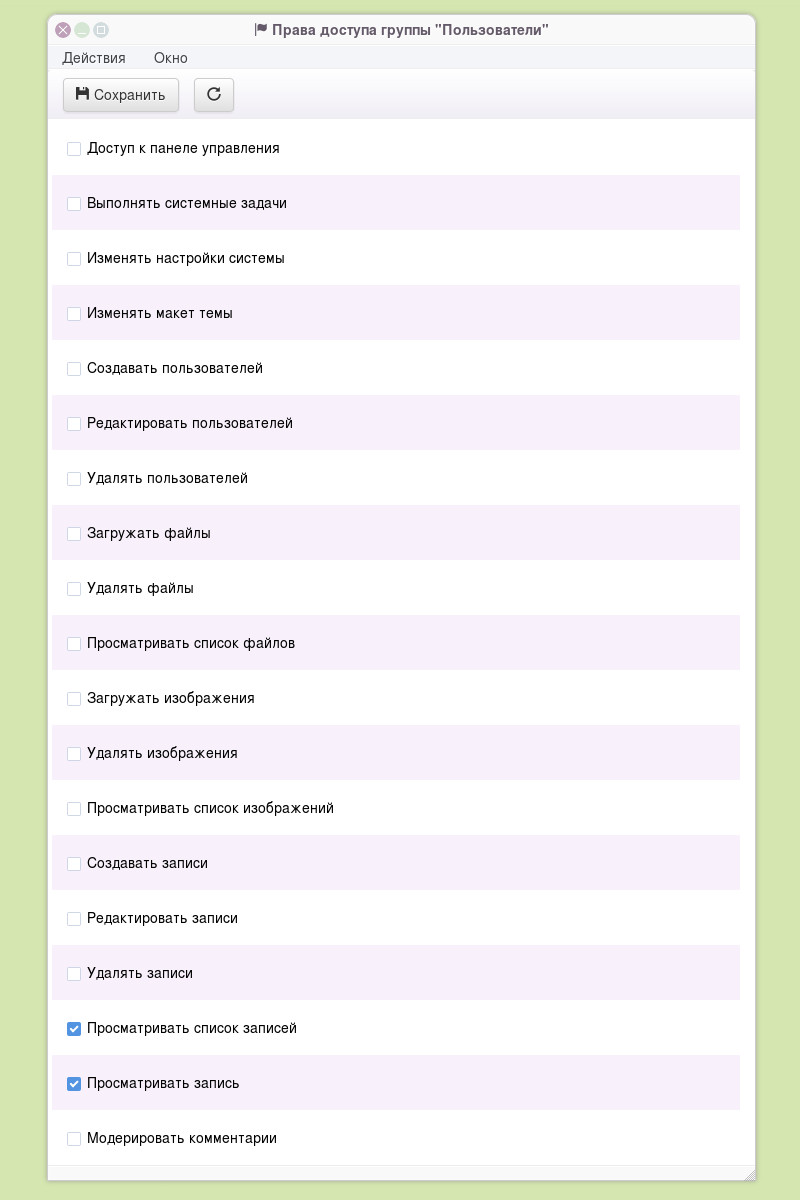 Права доступа группы "Пользователи"
Действия Окно
Сохранить
Доступ к панеле управления
Выполнять системные задачи
Изменять настройки системы
Изменять макет темы
Создавать пользователей
Редактировать пользователей
Удалять пользователей
Загружать файлы
Удалять файлы
Просматривать список файлов
Загружать изображения
Удалять изображения
Просматривать список изображений
Создавать записи
Редактировать записи
Удалять записи
Просматривать список записей
Просматривать запись
Модерировать комментарии